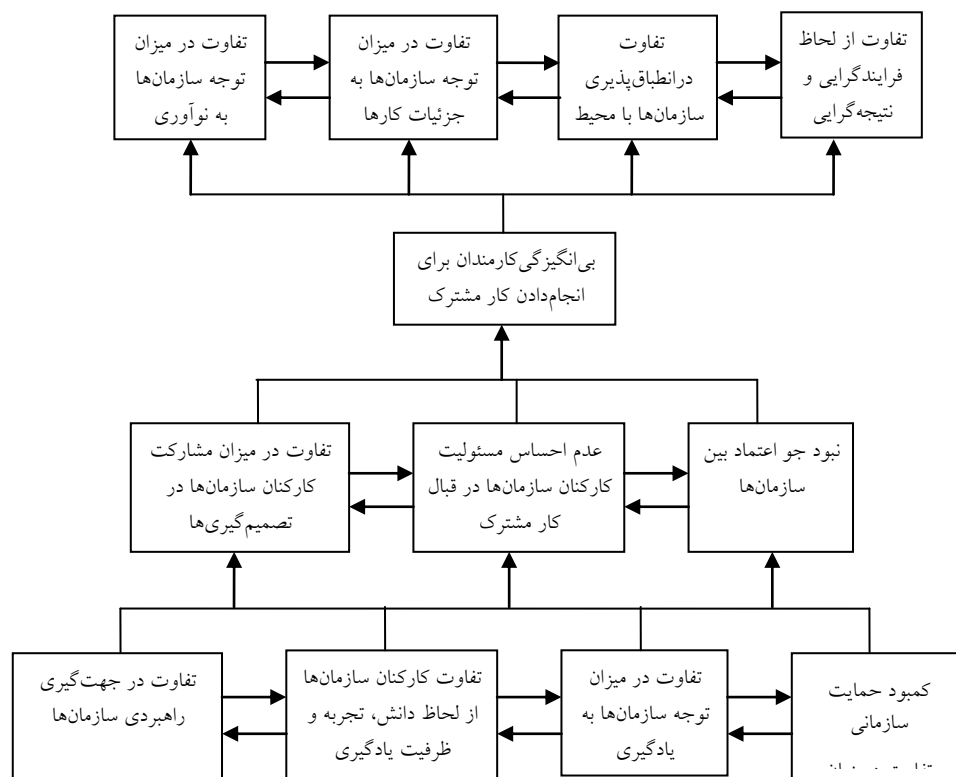 تفاوت از لحاظ
فرایندگرایی و
نتیجه‌گرایی
تفاوت
درانطباق‌پذیری
سازمان‌ها با محیط
تفاوت در میزان
توجه سازمان‌ها به
جزئیات کارها
تفاوت در میزان
توجه سازمان‌ها
به نوآوری
بی‌انگیزگی‌کارمندان برای
انجام‌دادن کار مشترک
نبود جو اعتماد بین
سازمان‌ها
عدم احساس مسئولیت
کارکنان سازمان‌ها در قبال
کار مشترک
تفاوت در میزان مشارکت
کارکنان سازمان‌ها در
تصمیم‌گیری‌ها
کمبود حمایت
سازمانی
تفاوت در میزان
توجه سازمان‌ها به
یادگیری
تفاوت کارکنان سازمان‌ها
از لحاظ دانش، تجربه و
ظرفیت یادگیری
تفاوت در جهت‌گیری
راهبردی سازمان‌ها